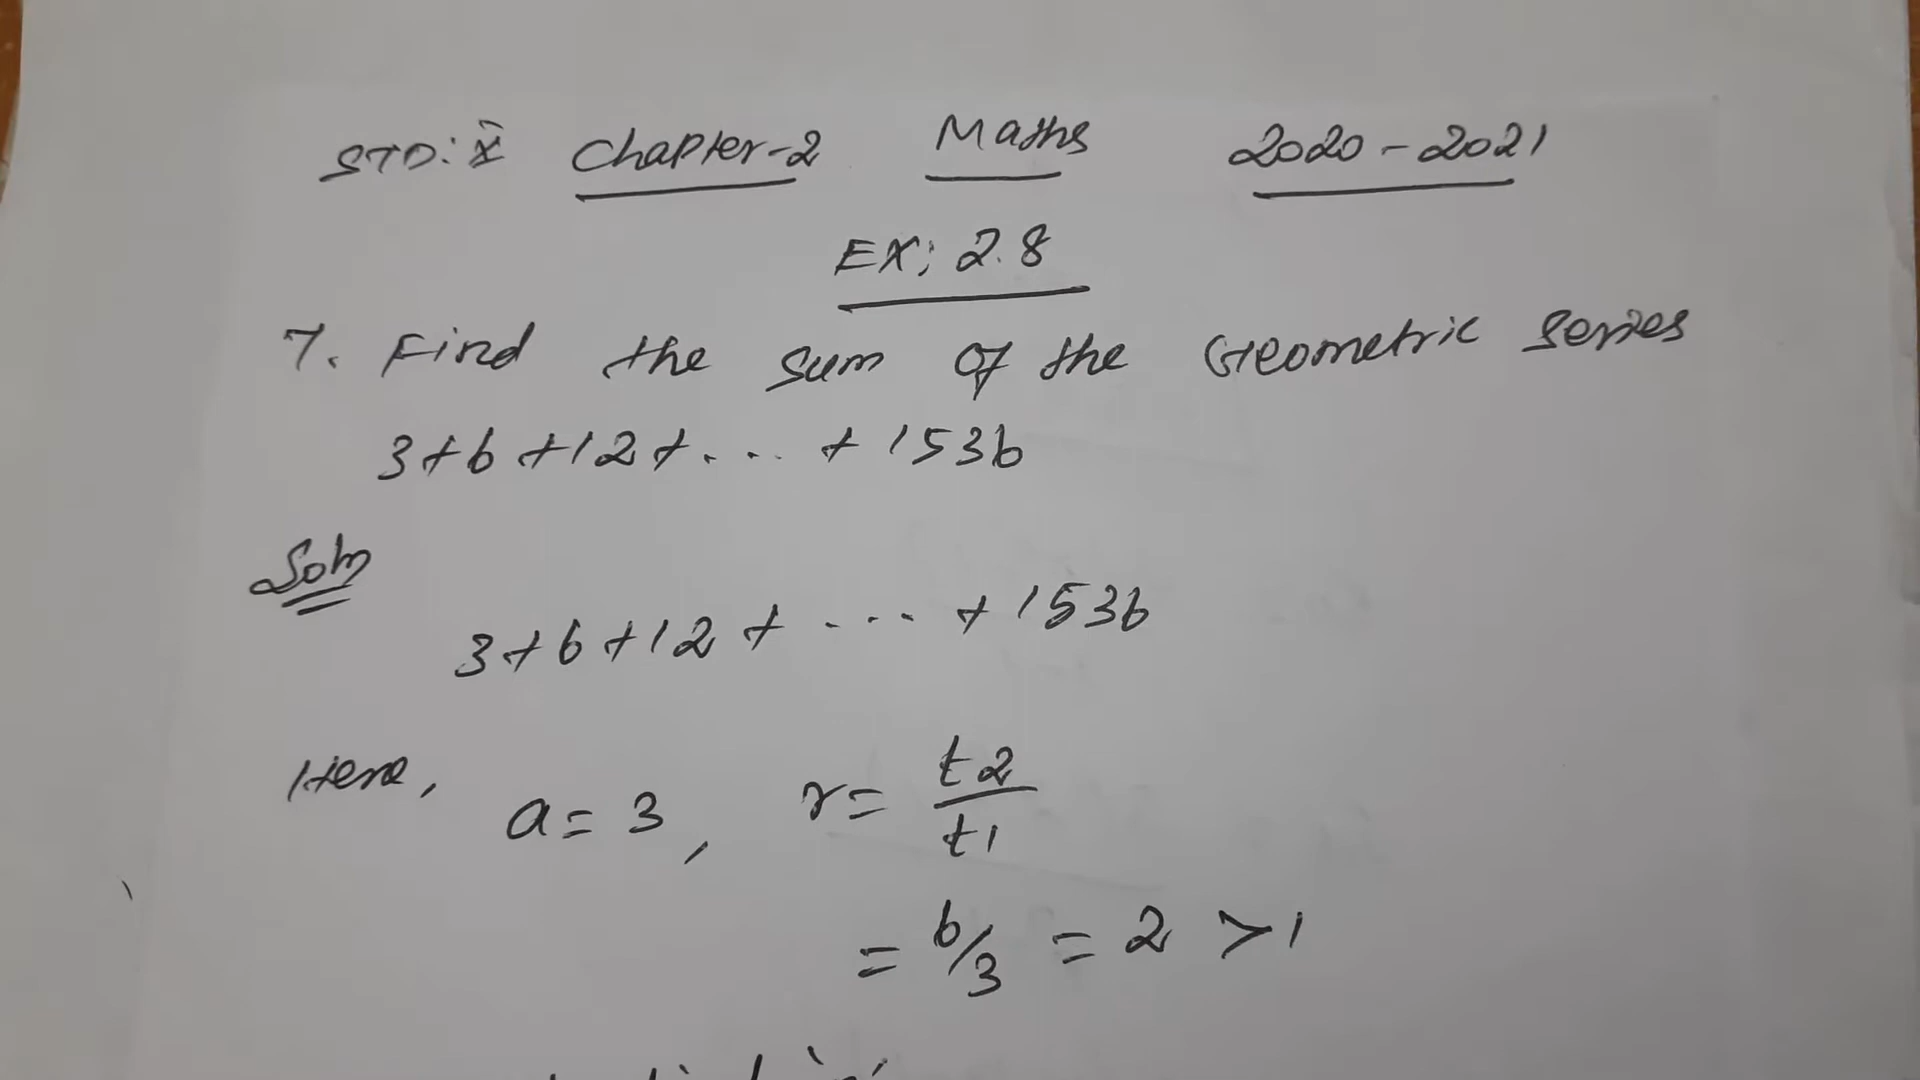 STD: X Chapter-2 Maths 2020-2021
EX: 2.8
7. Find the sum of the Geometric series
3+6+12+... + 1536
Soln
3+6+12+ ... +1536
Here, a=3, r= t2/t1
= 6/3 = 2 >1